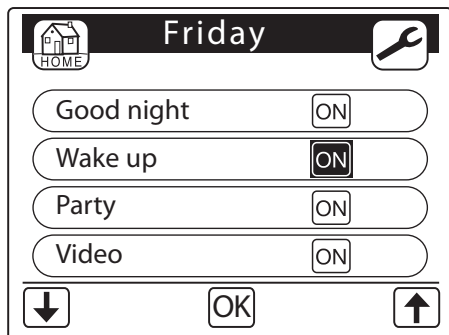 Friday
HOME
Good night ON
Wake up ON
Party ON
Video ON
OK